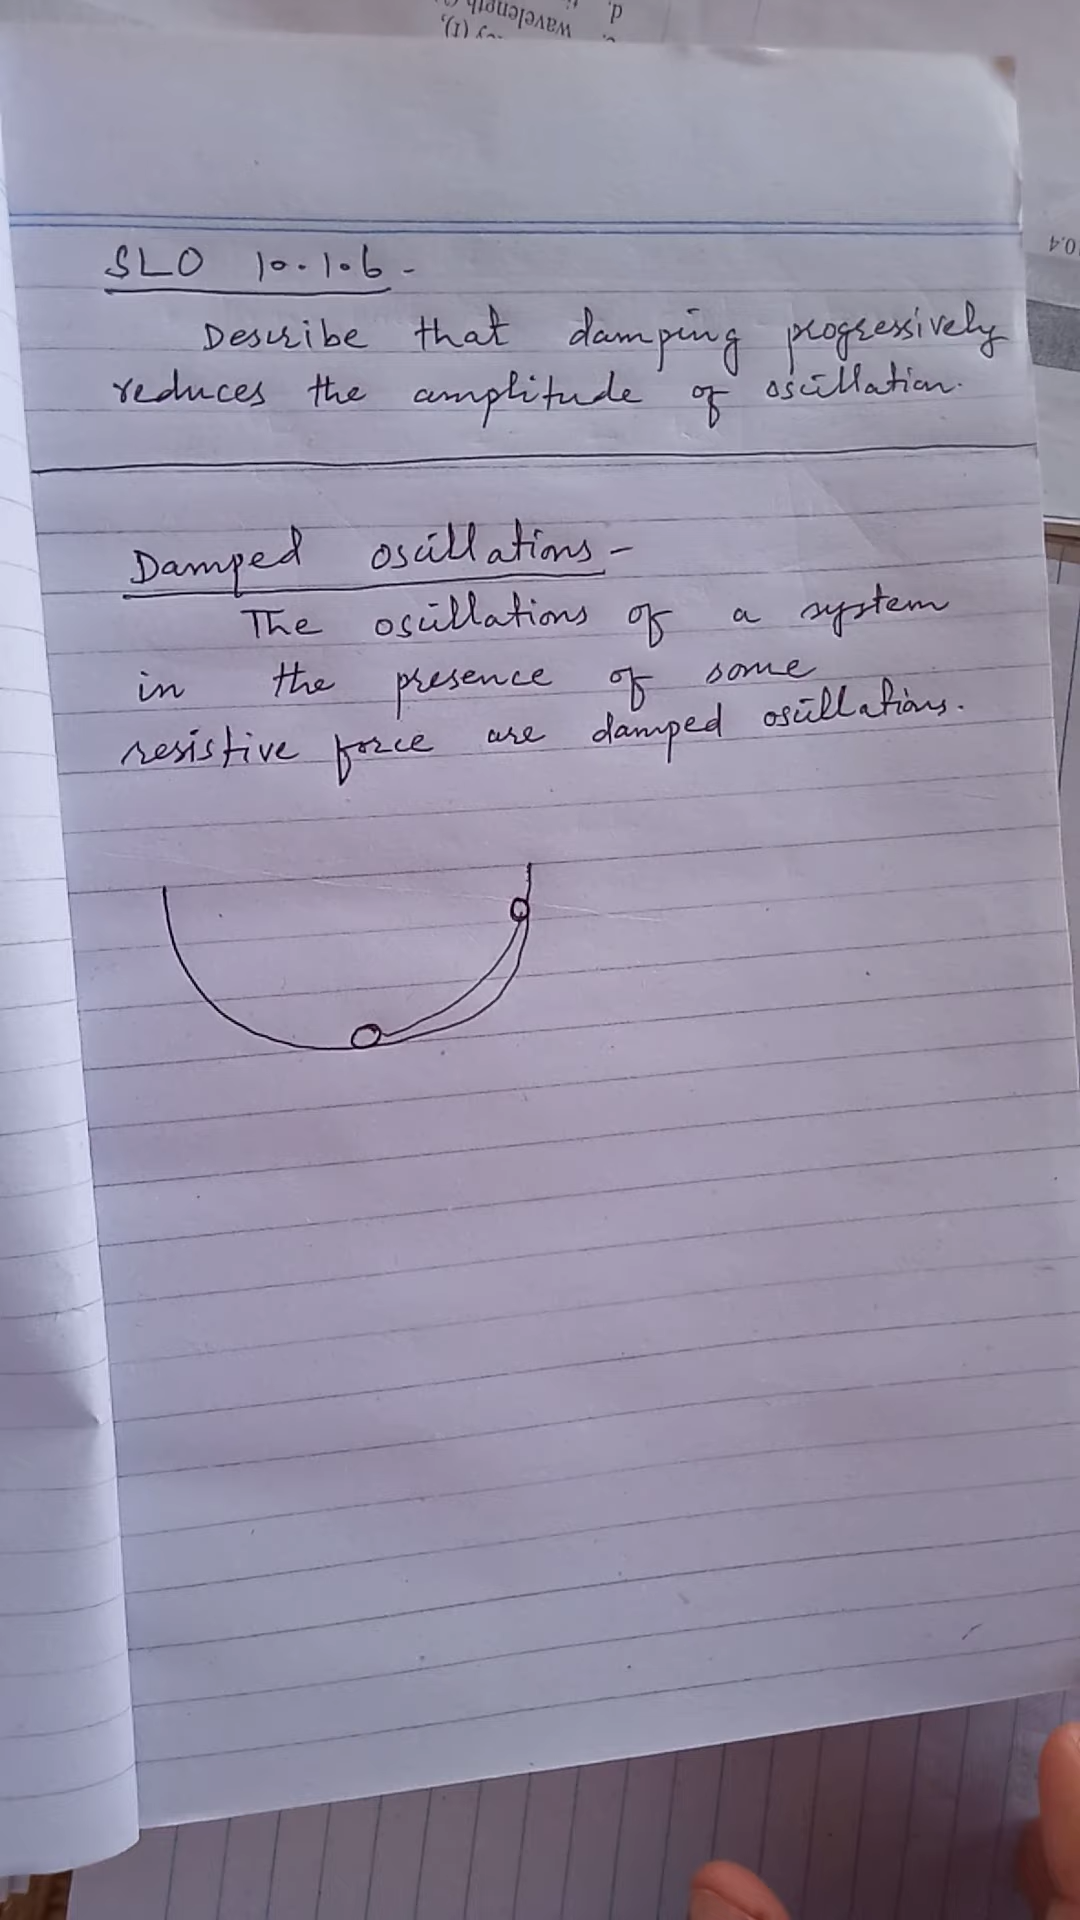 wavelength
d.
SLO 10.1.6 -
Describe that damping progressively
reduces the amplitude of oscillation.
Damped oscillations -
The oscillations of a system
in the presence of some
resistive force are damped oscillations.